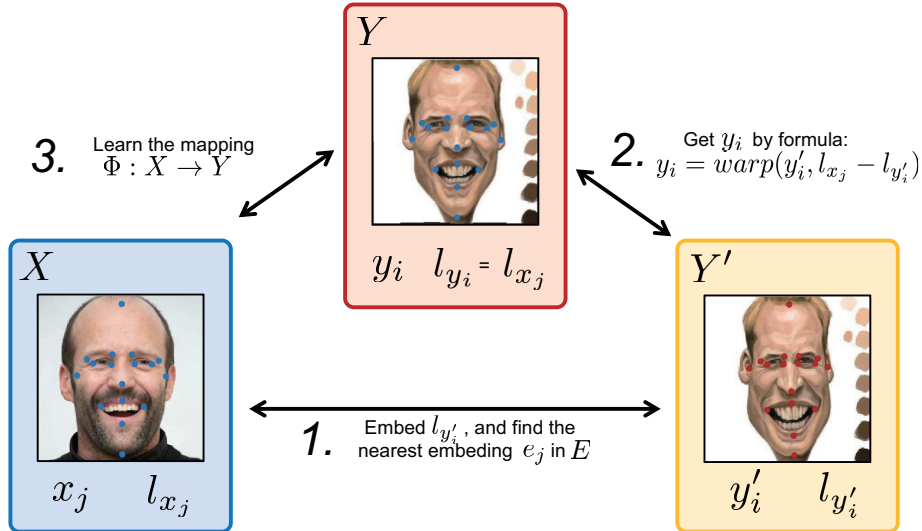 Y
3.
Learn the mapping
Φ : X → Y
2.
Get y_i by formula:
y_i = warp(y'_i, l_{x_j} − l_{y'_i})
y_i l_{y_i} = l_{x_j}
X
Y'
1.
Embed l_{y'_i}, and find the
nearest embeding e_j in E
x_j l_{x_j}
y'_i l_{y'_i}